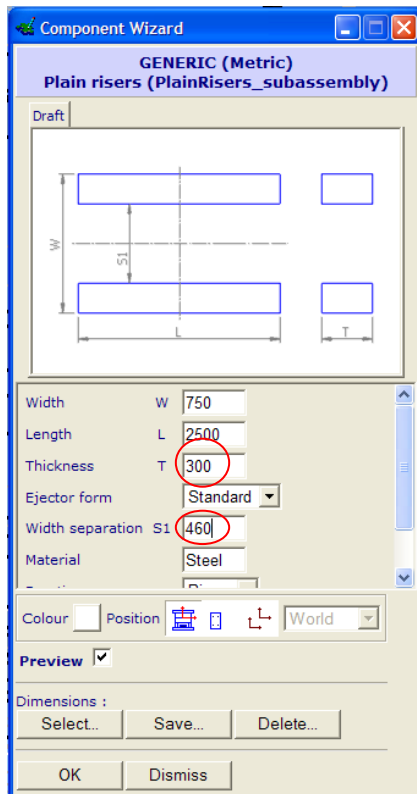 Component Wizard
GENERIC (Metric)
Plain risers (PlainRisers_subassembly)
Draft
W
S1
L
T
Width W 750
Length L 2500
Thickness T 300
Ejector form Standard
Width separation S1 460
Material Steel
Colour Position World
Preview
Dimensions :
Select... Save... Delete...
OK Dismiss